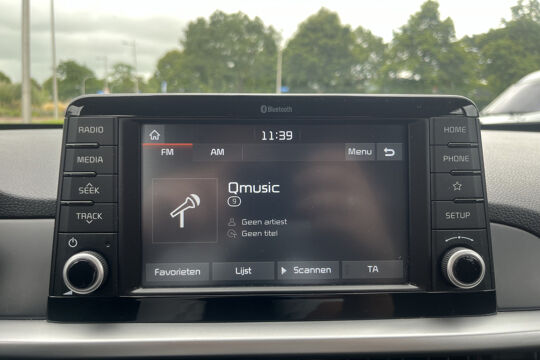 Bluetooth
RADIO
MEDIA
SEEK
TRACK
11:39
FM AM Menu
Qmusic
9
Geen artiest
Geen titel
Favorieten Lijst Scannen TA
HOME
PHONE
SETUP